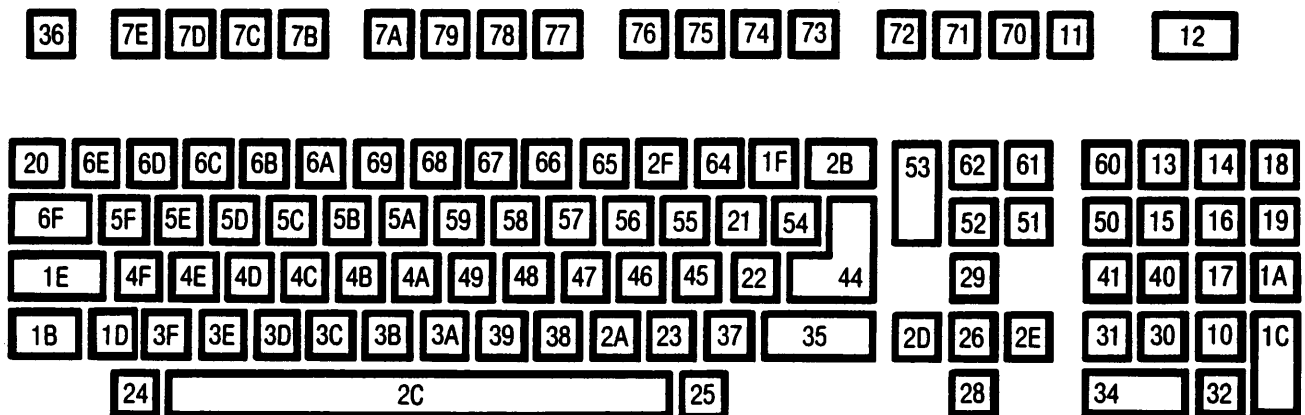 36 7E 7D 7C 7B 7A 79 78 77 76 75 74 73 72 71 70 11 12
20 6E 6D 6C 6B 6A 69 68 67 66 65 2F 64 1F 2B 53 62 61 60 13 14 18
6F 5F 5E 5D 5C 5B 5A 59 58 57 56 55 21 54 52 51 50 15 16 19
1E 4F 4E 4D 4C 4B 4A 49 48 47 46 45 22 44 29 41 40 17 1A
1B 1D 3F 3E 3D 3C 3B 3A 39 38 2A 23 37 35 2D 26 2E 31 30 10 1C
24 2C 25 28 34 32